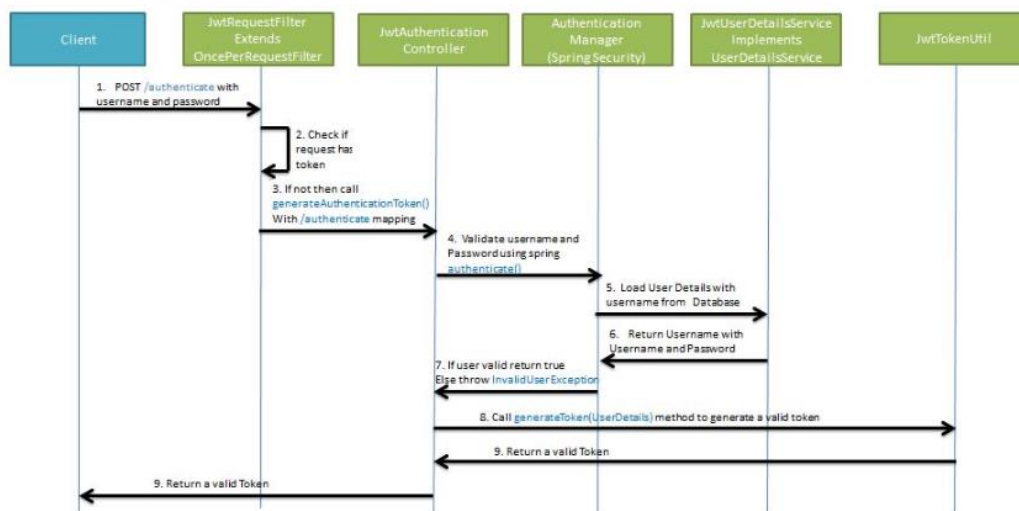 Client
JwtRequestFilter
Extends
OncePerRequestFilter
JwtAuthentication
Controller
Authentication
Manager
(Spring Security)
JwtUserDetailsService
Implements
UserDetailsService
JwtTokenUtil
1. POST /authenticate with
username and password
2. Check if
request has
token
3. If not then call
generateAuthenticationToken()
With /authenticate mapping
4. Validate username and
Password using spring
authenticate()
5. Load User Details with
username from Database
6. Return Username with
Username and Password
7. If user valid return true
Else throw InvalidUserException
8. Call generateToken(UserDetails) method to generate a valid token
9. Return a valid Token
9. Return a valid Token